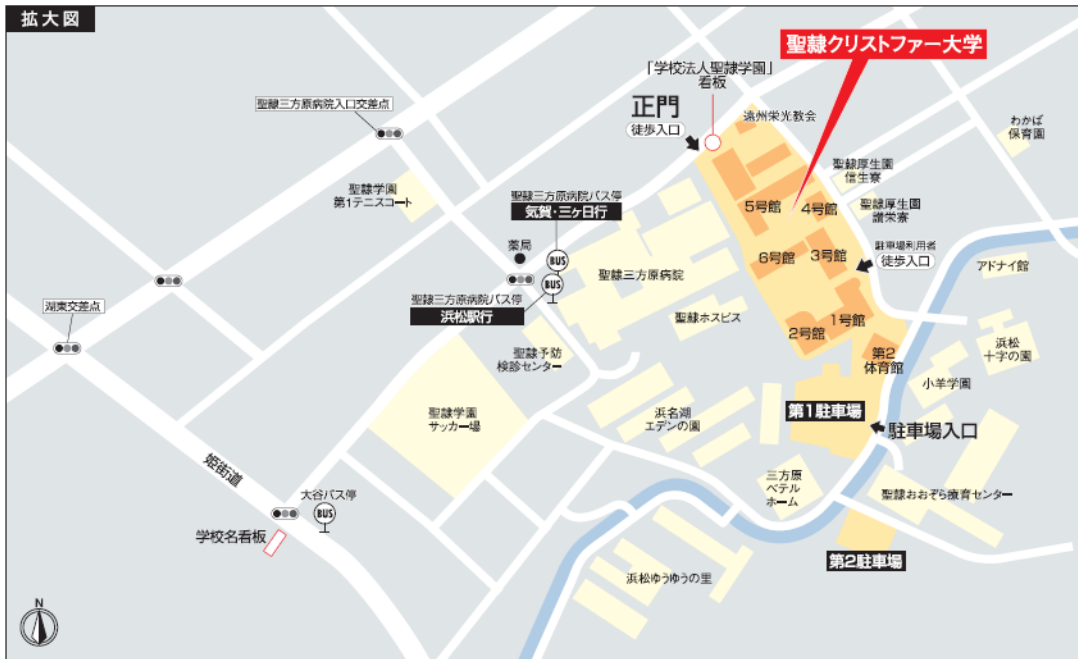 拡大図
聖隷クリストファー大学
「学校法人聖隷学園」
看板
正門
徒歩入口
遠州栄光教会
わかば
保育園
聖隷三方原病院入口交差点
聖隷厚生園
信生寮
聖隷学園
第1テニスコート
聖隷三方原病院バス停
気賀・三ヶ日行
5号館
4号館
聖隷厚生園
讃栄寮
薬局
BUS
6号館
3号館
駐車場利用者
徒歩入口
アドナイ館
聖隷三方原病院
BUS
湖東交差点
聖隷三方原病院バス停
浜松駅行
聖隷ホスピス
2号館
1号館
浜松
十字の園
聖隷予防
検診センター
第2
体育館
小羊学園
聖隷学園
サッカー場
浜名湖
エデンの園
第1駐車場
駐車場入口
姫街道
三方原
ベテル
ホーム
聖隷おおぞら療育センター
大谷バス停
BUS
学校名看板
第2駐車場
浜松ゆうゆうの里
N